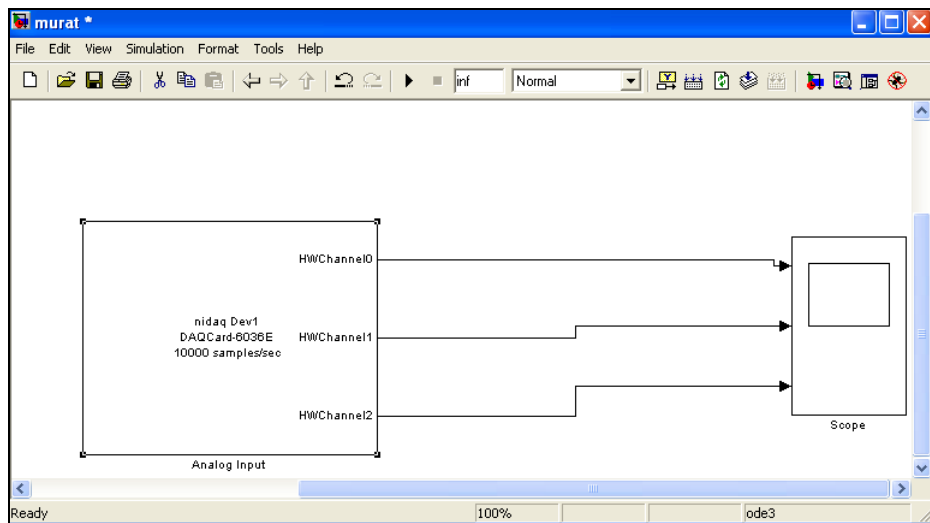 murat *
File Edit View Simulation Format Tools Help
inf Normal
HWChannel0
nidaq Dev1
DAQCard-6036E
10000 samples/sec
HWChannel1
HWChannel2
Analog Input
Scope
Ready 100% ode3